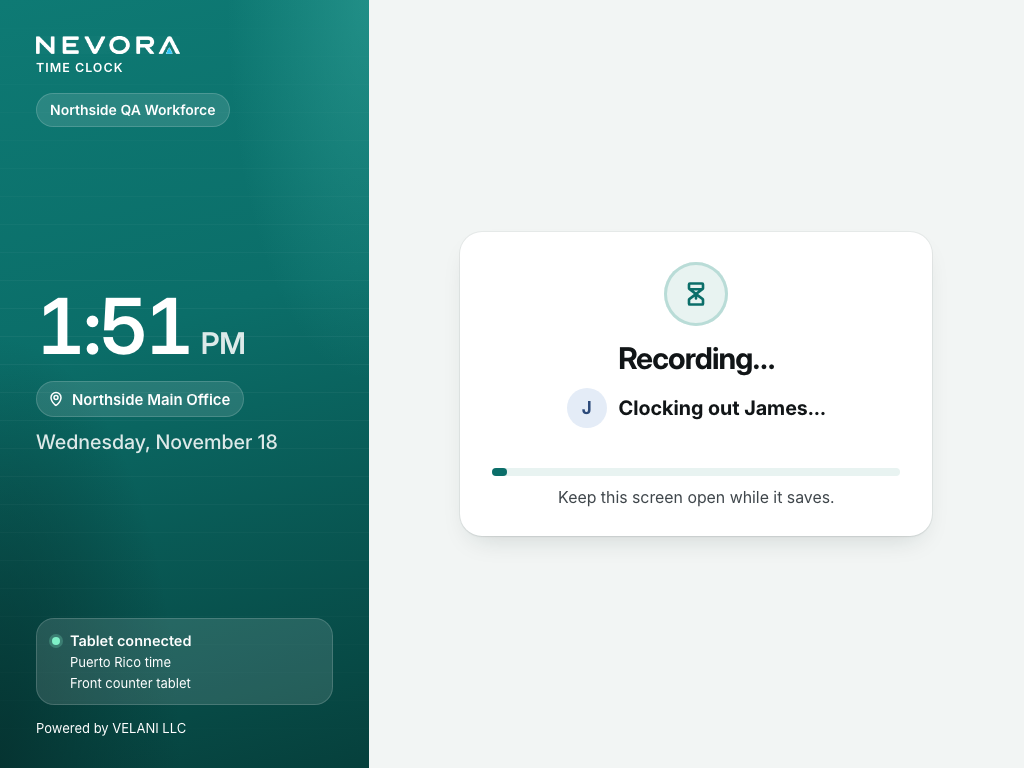 NEVORA
TIME CLOCK
Northside QA Workforce
1:51 PM
Northside Main Office
Wednesday, November 18
Tablet connected
Puerto Rico time
Front counter tablet
Powered by VELANI LLC
Recording...
J
Clocking out James...
Keep this screen open while it saves.